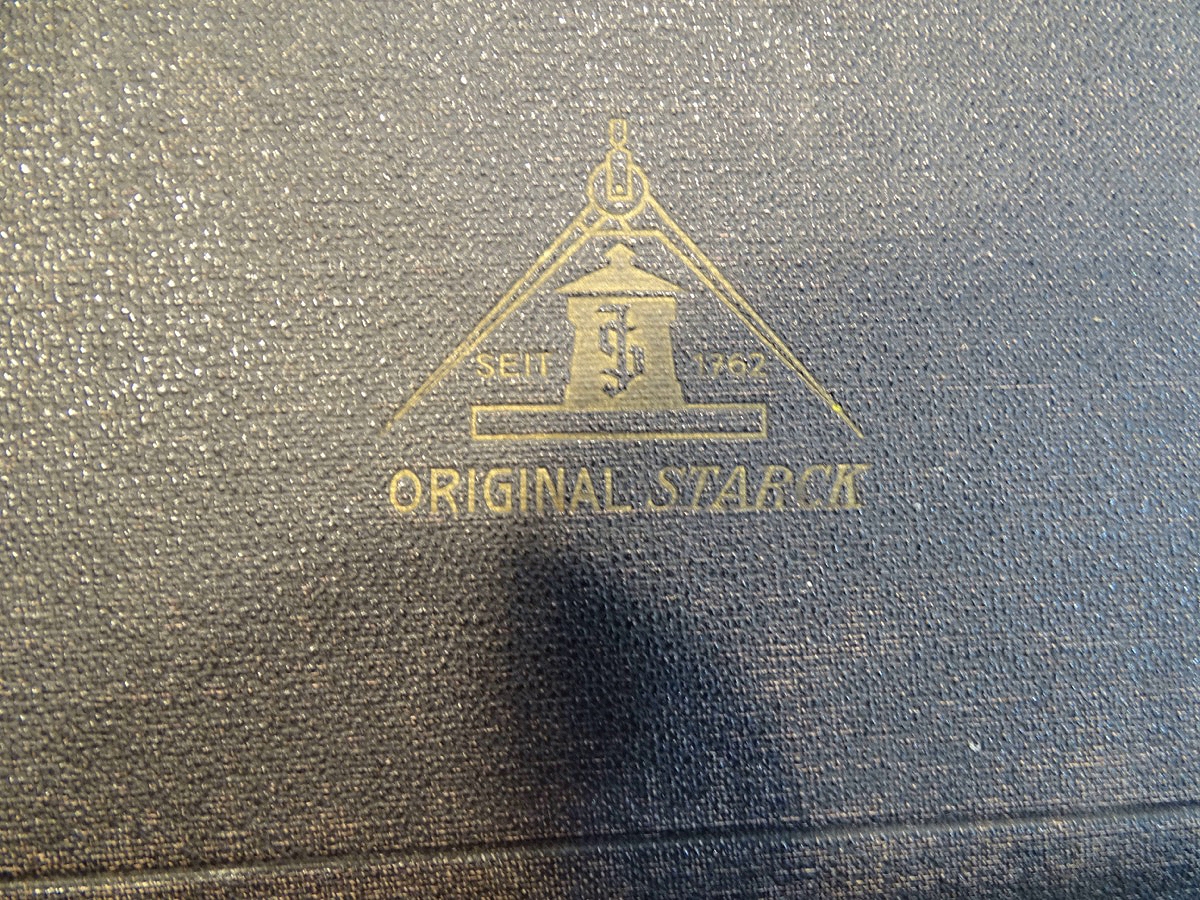 SEIT 1762
ORIGINAL STARCK